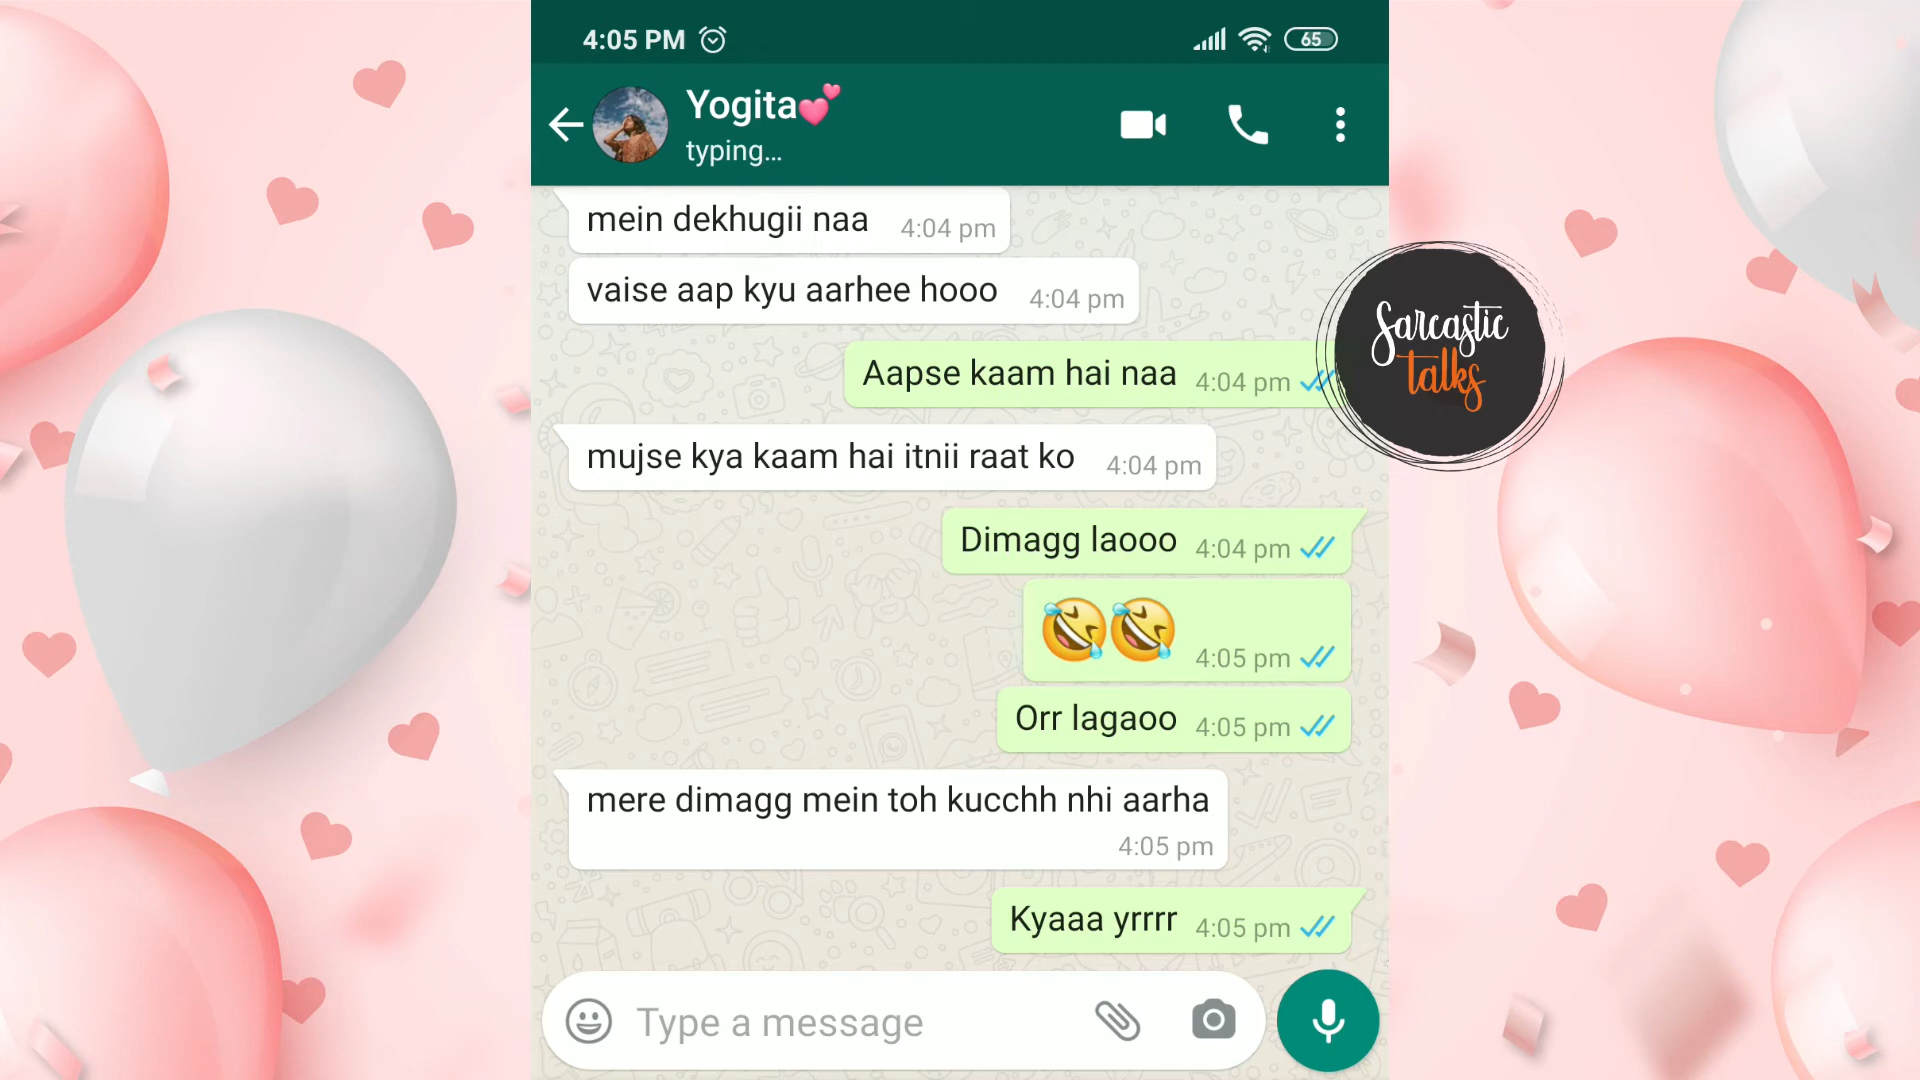 4:05 PM
65
Yogita💕
typing...
mein dekhugii naa 4:04 pm
vaise aap kyu aarhee hooo 4:04 pm
Aapse kaam hai naa 4:04 pm
Sarcastic
talks
mujse kya kaam hai itnii raat ko 4:04 pm
Dimagg laooo 4:04 pm
🤣🤣 4:05 pm
Orr lagaoo 4:05 pm
mere dimagg mein toh kucchh nhi aarha
4:05 pm
Kyaaa yrrrr 4:05 pm
Type a message